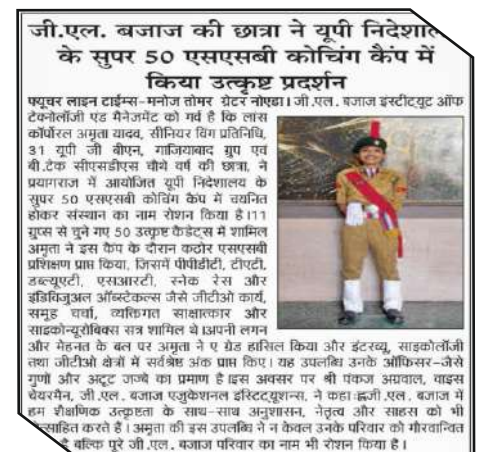 जी.एल. बजाज की छात्रा ने यूपी निदेशालय
के सुपर 50 एसएसबी कोचिंग कैंप में
किया उत्कृष्ट प्रदर्शन
फ्यूचर लाइन टाईम्स-मनोज तोमर ग्रेटर नोएडा। जी.एल. बजाज इंस्टीट्यूट ऑफ
टेक्नोलॉजी एंड मैनेजमेंट को गर्व है कि लांस
कॉर्पोरल अमृता यादव, सीनियर विंग प्रतिनिधि,
31 यूपी जी बीएन, गाजियाबाद ग्रुप एवं
बी.टेक सीएसडीएस चौथे वर्ष की छात्रा, ने
प्रयागराज में आयोजित यूपी निदेशालय के
सुपर 50 एसएसबी कोचिंग कैंप में चयनित
होकर संस्थान का नाम रोशन किया है।11
ग्रुप्स से चुने गए 50 उत्कृष्ट कैडेट्स में शामिल
अमृता ने इस कैंप के दौरान कठोर एसएसबी
प्रशिक्षण प्राप्त किया, जिसमें पीपीडीटी, टीएटी,
डब्ल्यूएटी, एसआरटी, स्नेक रेस और
इंडिविजुअल ऑब्स्टेकल्स जैसे जीटीओ कार्य,
समूह चर्चा, व्यक्तिगत साक्षात्कार और
साइकोन्यूरोबिक्स सत्र शामिल थे।अपनी लगन
और मेहनत के बल पर अमृता ने ए ग्रेड हासिल किया और इंटरव्यू, साइकोलॉजी
तथा जीटीओ क्षेत्रों में सर्वश्रेष्ठ अंक प्राप्त किए। यह उपलब्धि उनके ऑफिसर-जैसे
गुणों और अटूट जज्बे का प्रमाण है।इस अवसर पर श्री पंकज अग्रवाल, वाइस
चेयरमैन, जी.एल. बजाज एजुकेशनल इंस्टिट्यूशन्स, ने कहा:ह्लजी.एल. बजाज में
हम शैक्षणिक उत्कृष्टता के साथ-साथ अनुशासन, नेतृत्व और साहस को भी
प्रोत्साहित करते हैं। अमृता की इस उपलब्धि ने न केवल उनके परिवार को गौरवान्वित
है बल्कि पूरे जी.एल. बजाज परिवार का नाम भी रोशन किया है।